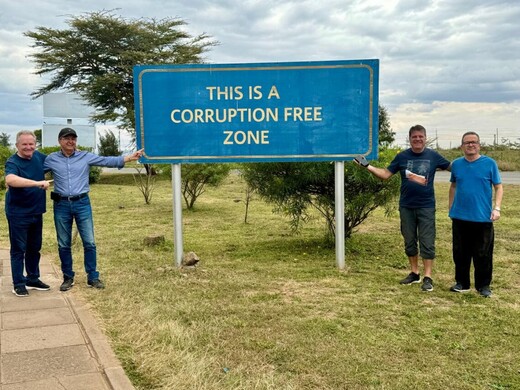 THIS IS A
CORRUPTION FREE
ZONE